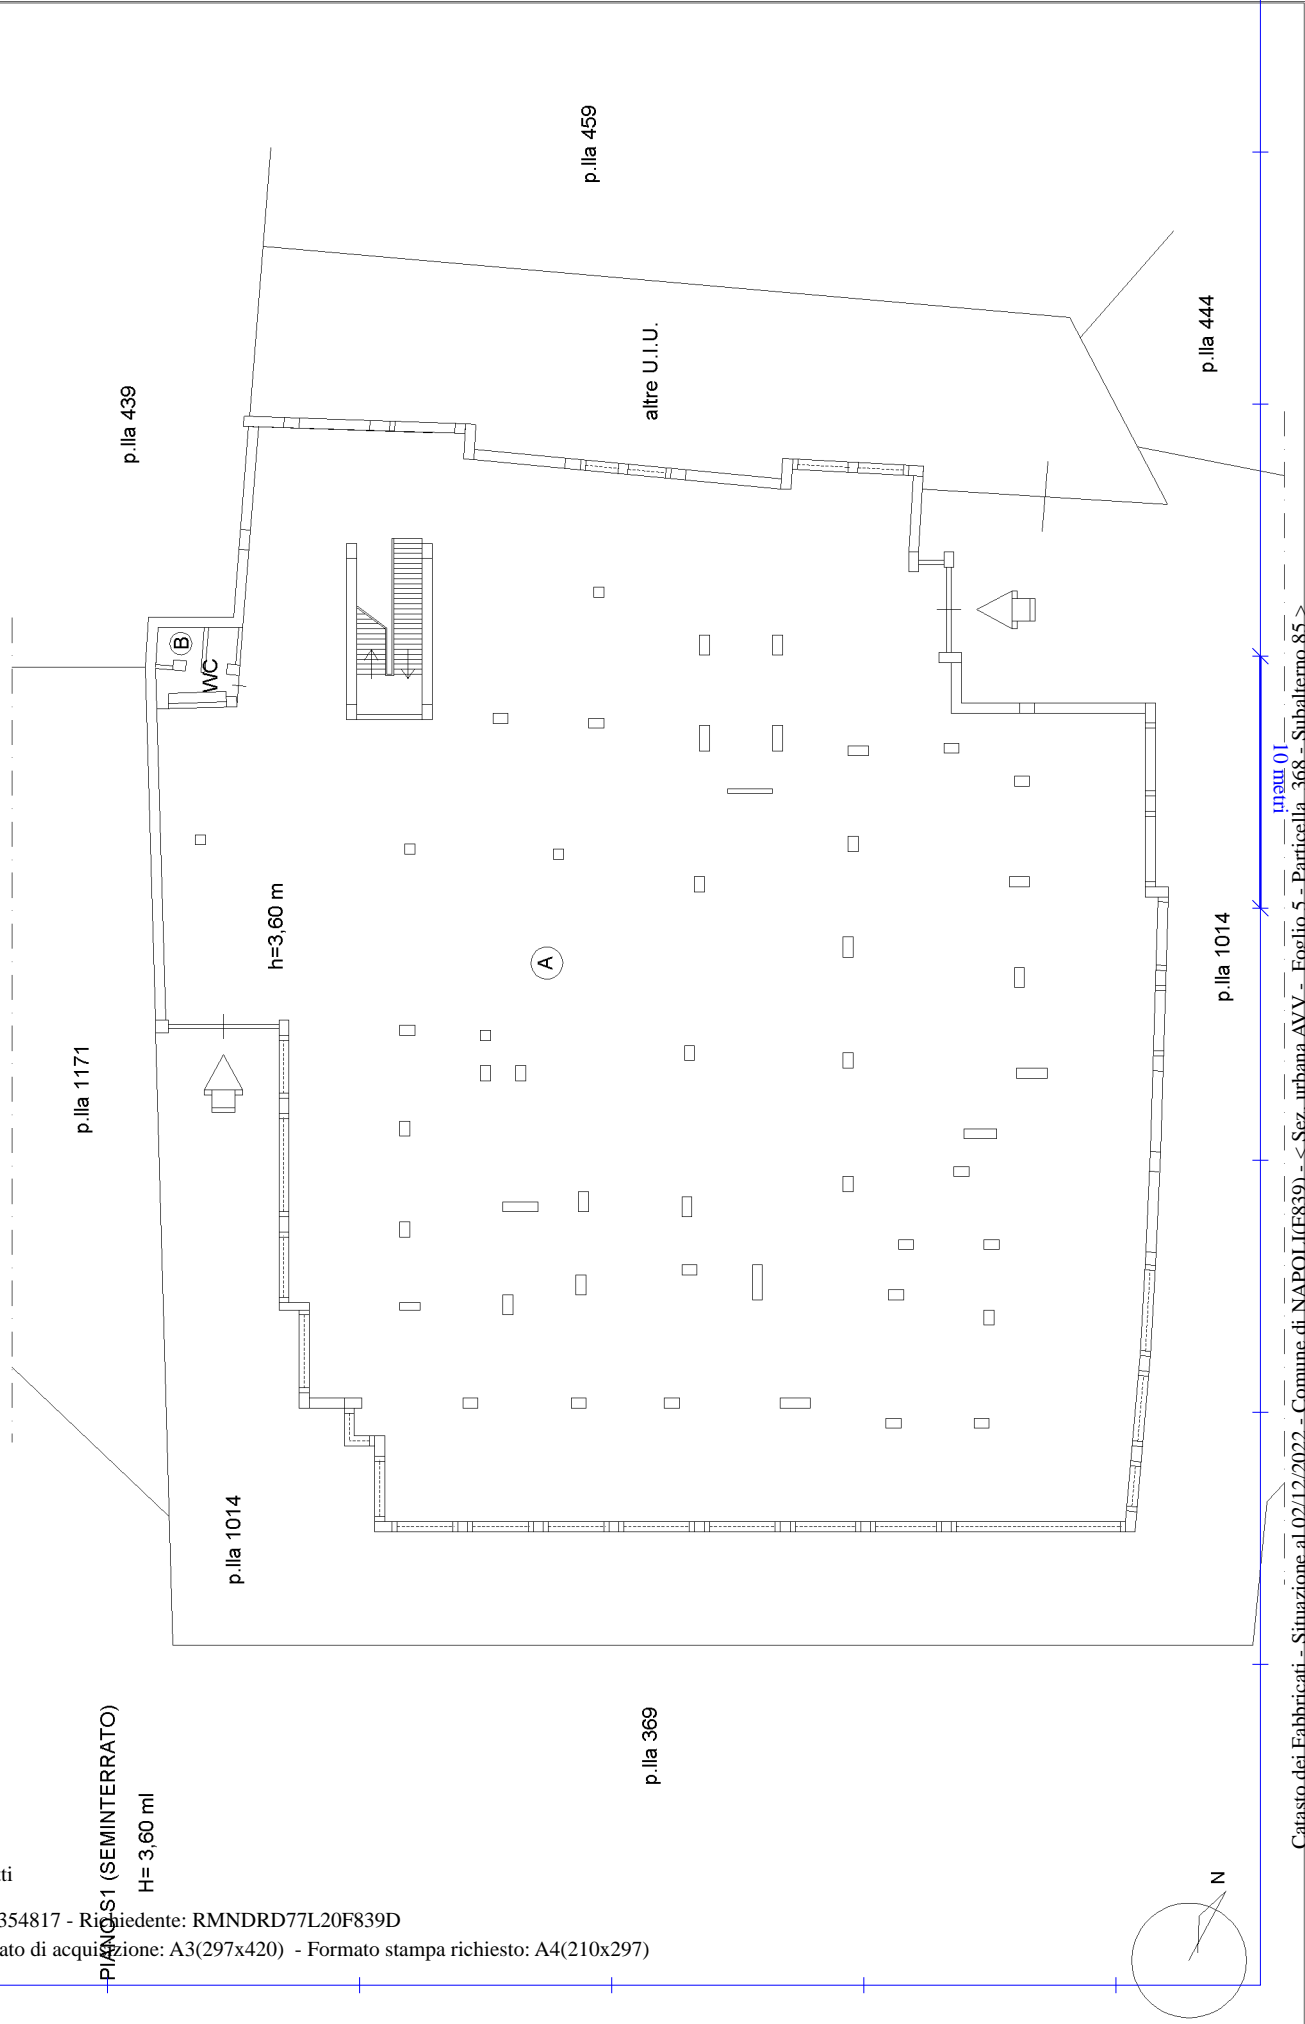 p.lla 459
p.lla 439
altre U.I.U.
p.lla 444
B
WC
h=3,60 m
A
p.lla 1171
p.lla 1014
p.lla 1014
p.lla 369
PIANO S1 (SEMINTERRATO)
H= 3,60 ml
N
10 metri
Catasto dei Fabbricati - Situazione al 02/12/2022 - Comune di NAPOLI(F839) - < Sez. urbana AVV - Foglio 5 - Particella 368 - Subalterno 85 >
ti
354817 - Richiedente: RMNDRD77L20F839D
ato di acquisizione: A3(297x420) - Formato stampa richiesto: A4(210x297)